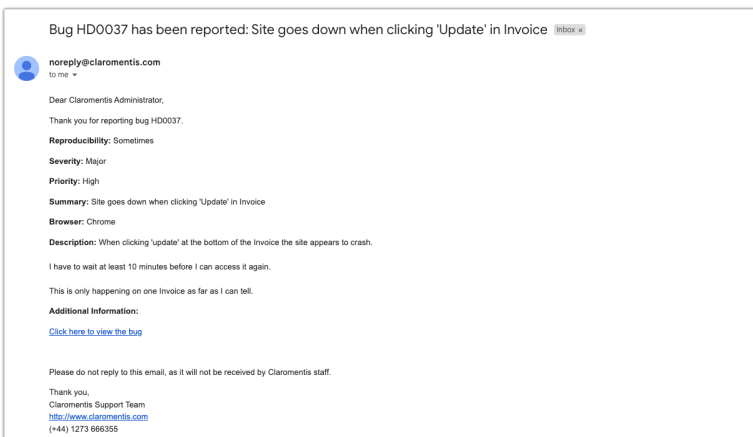 Bug HD0037 has been reported: Site goes down when clicking 'Update' in Invoice Inbox ×
noreply@claromentis.com
to me
Dear Claromentis Administrator,
Thank you for reporting bug HD0037.
Reproducibility: Sometimes
Severity: Major
Priority: High
Summary: Site goes down when clicking 'Update' in Invoice
Browser: Chrome
Description: When clicking 'update' at the bottom of the Invoice the site appears to crash.
I have to wait at least 10 minutes before I can access it again.
This is only happening on one Invoice as far as I can tell.
Additional Information:
Click here to view the bug
Please do not reply to this email, as it will not be received by Claromentis staff.
Thank you,
Claromentis Support Team
http://www.claromentis.com
(+44) 1273 666355